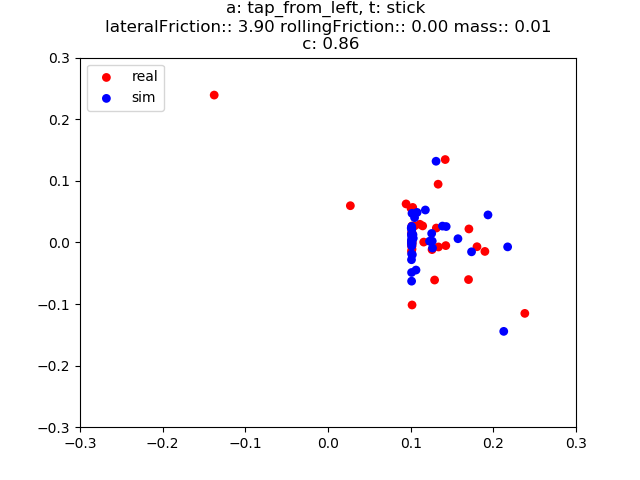 a: tap_from_left, t: stick
lateralFriction:: 3.90 rollingFriction:: 0.00 mass:: 0.01
c: 0.86
real
sim
0.3
0.2
0.1
0.0
−0.1
−0.2
−0.3
−0.3
−0.2
−0.1
0.0
0.1
0.2
0.3